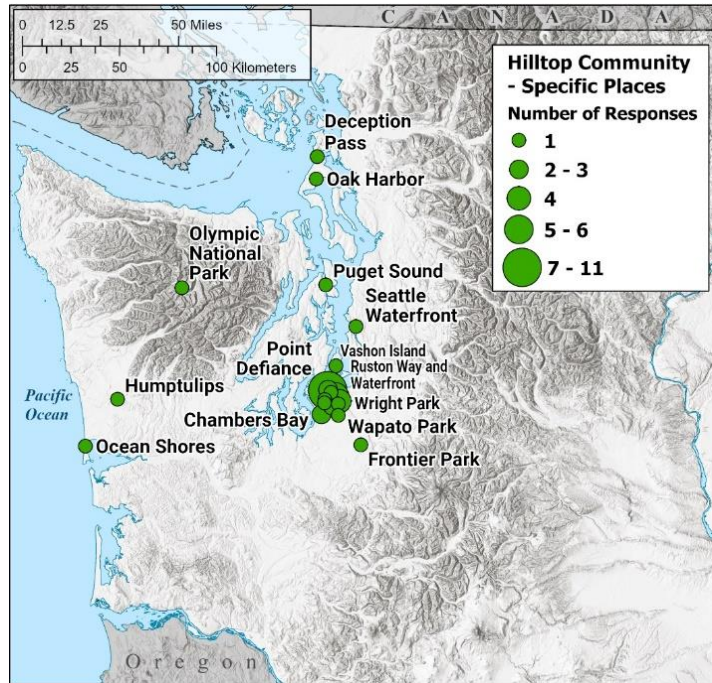 0 12.5 25 50 Miles
0 25 50 100 Kilometers
C A N A D A
Hilltop Community
- Specific Places
Number of Responses
1
2 - 3
4
5 - 6
7 - 11
Deception
Pass
Oak Harbor
Olympic
National
Park
Puget Sound
Seattle
Waterfront
Vashon Island
Point
Defiance
Ruston Way and
Waterfront
Pacific
Ocean
Humptulips
Wright Park
Chambers Bay
Wapato Park
Ocean Shores
Frontier Park
Oregon